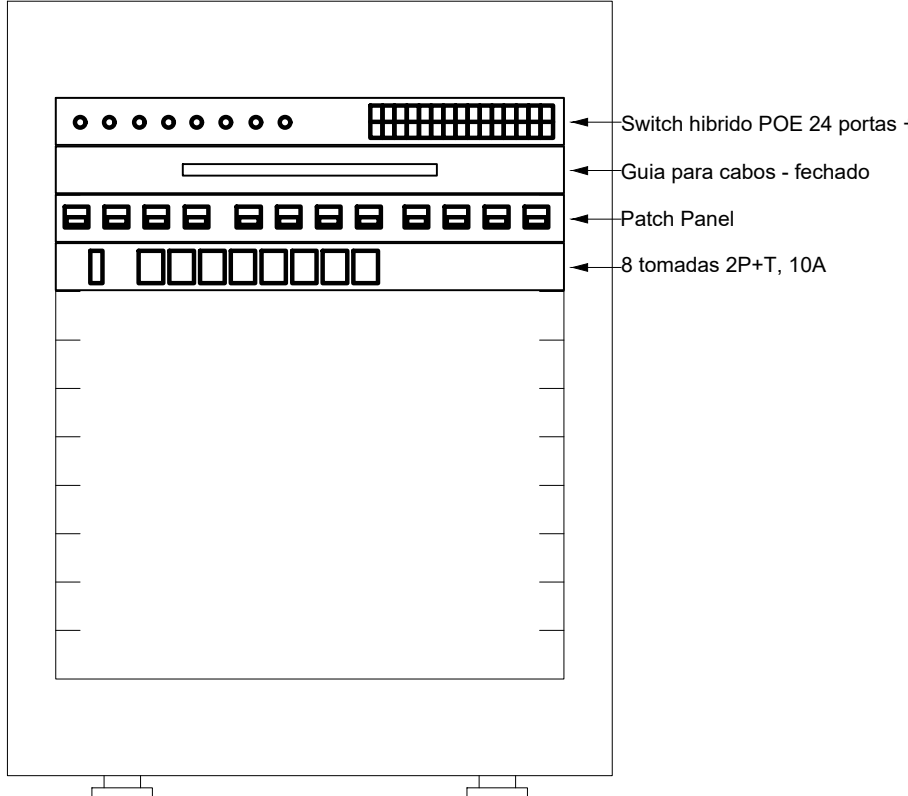 Switch hibrido POE 24 portas -
Guia para cabos - fechado
Patch Panel
8 tomadas 2P+T, 10A